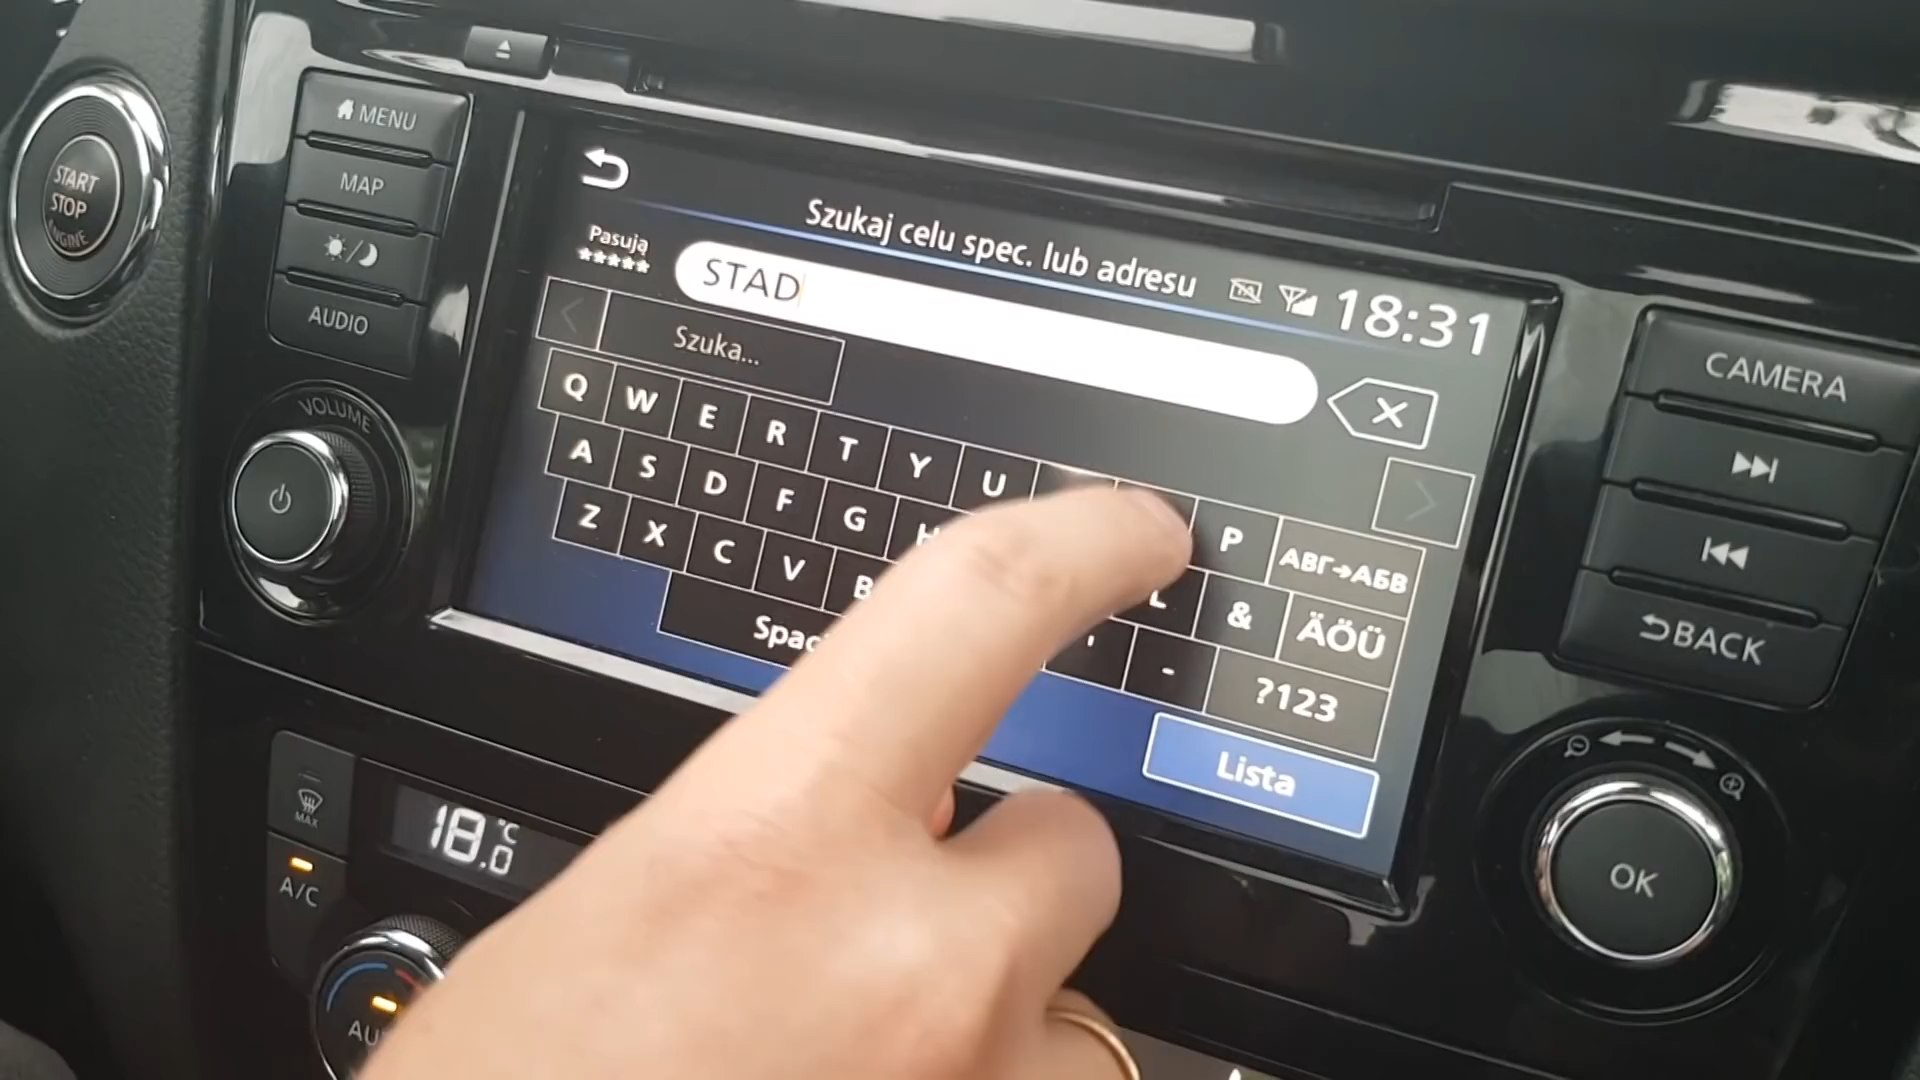 START
STOP
ENGINE
MENU
MAP
AUDIO
VOLUME
Szukaj celu spec. lub adresu
18:31
Pasują
*****
STAD
Szuka...
Q W E R T Y U P АВГ→АБВ
A S D F G H L & ÄÖÜ
Z X C V B ' - ?123
Lista
CAMERA
BACK
OK
MAX
18.0 °C
A/C